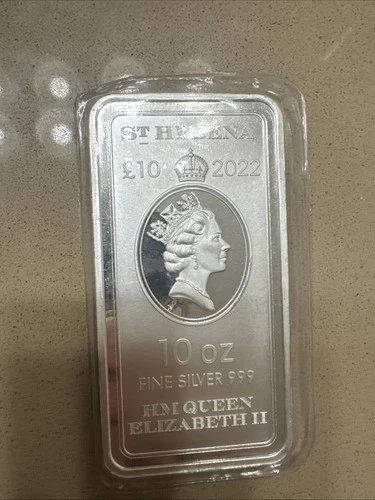 ST HELENA
£10 2022
10 oz
FINE SILVER 999
HM QUEEN
ELIZABETH II